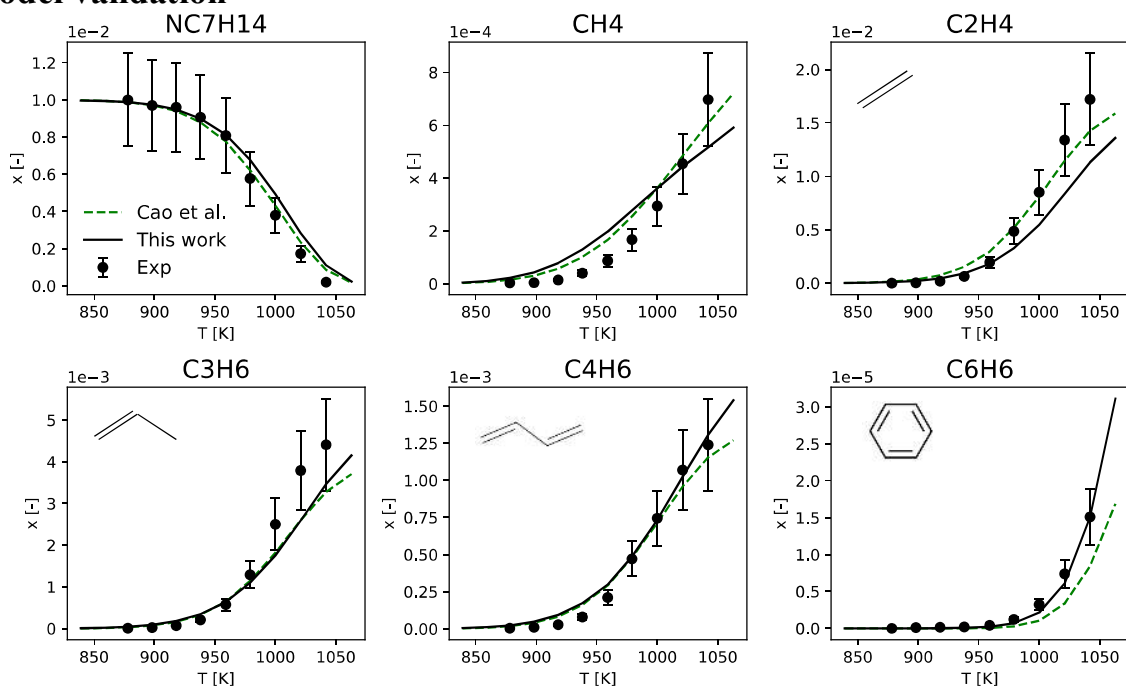 odel validation
NC7H14
1e−2
1.2
1.0
0.8
0.6
0.4
0.2
0.0
x [-]
Cao et al.
This work
Exp
850 900 950 1000 1050
T [K]
CH4
1e−4
8
6
4
2
0
x [-]
850 900 950 1000 1050
T [K]
C2H4
1e−2
2.0
1.5
1.0
0.5
0.0
x [-]
850 900 950 1000 1050
T [K]
C3H6
1e−3
5
4
3
2
1
0
x [-]
850 900 950 1000 1050
T [K]
C4H6
1e−3
1.50
1.25
1.00
0.75
0.50
0.25
0.00
x [-]
850 900 950 1000 1050
T [K]
C6H6
1e−5
3.0
2.5
2.0
1.5
1.0
0.5
0.0
x [-]
850 900 950 1000 1050
T [K]